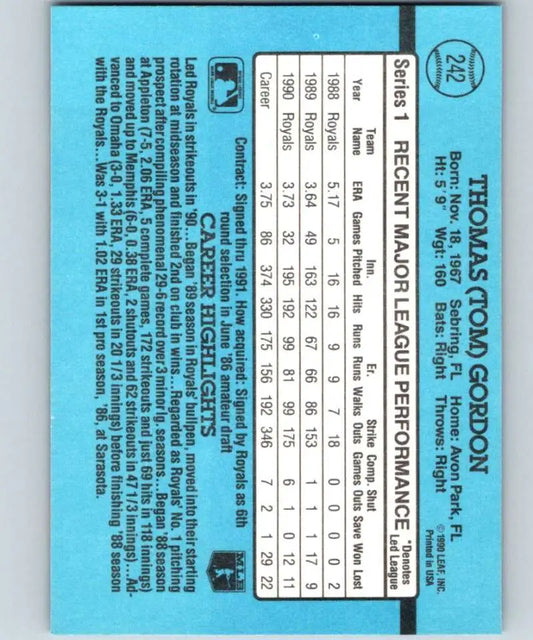 242
THOMAS (TOM) GORDON
Born: Nov. 18, 1967 Sebring, FL Home: Avon Park, FL
Ht: 5' 9" Wgt: 160 Bats: Right Throws: Right
© 1990 LEAF, INC.
Printed in USA
Series 1 RECENT MAJOR LEAGUE PERFORMANCE *Denotes Led League
Year Team Name ERA Games Inn. Pitched Hits Runs Er. Runs Walks Strike Outs Comp. Games Shut Outs Save Won Lost
1988 Royals 5.17 5 16 16 9 9 7 18 0 0 0 0 2
1989 Royals 3.64 49 163 122 67 66 86 153 1 1 1 17 9
1990 Royals 3.73 32 195 192 99 81 99 175 6 1 0 12 11
Career 3.75 86 374 330 175 156 192 346 7 2 1 29 22
Contract: Signed thru 1991. How acquired: Signed by Royals as 6th
round selection in June '86 amateur draft
CAREER HIGHLIGHTS
MLB
Led Royals in strikeouts in '90...Began '89 season in Royals' bullpen, moved into their starting
rotation at midseason and finished 2nd on club in wins...Regarded as Royals' No. 1 pitching
prospect after compiling phenomenal 29-6 record over 3 minor lg. seasons...Began '88 season
at Appleton (7-5, 2.06 ERA, 5 complete games, 172 strikeouts and just 69 hits in 118 innings)
and moved up to Memphis (6-0, 0.38 ERA, 2 shutouts and 62 strikeouts in 47 1/3 innings)...Ad-
vanced to Omaha (3-0, 1.33 ERA, 29 strikeouts in 20 1/3 innings) before finishing '88 season
with the Royals...Was 3-1 with 1.02 ERA in 1st pro season, '86, at Sarasota.